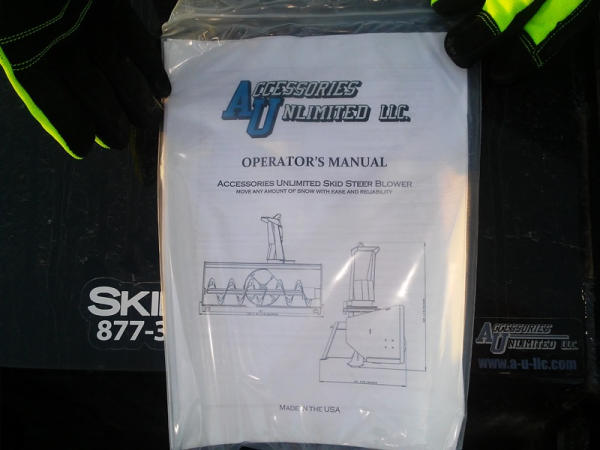 ACCESSORIES
UNLIMITED LLC.
OPERATOR'S MANUAL
ACCESSORIES UNLIMITED SKID STEER BLOWER
MOVE ANY AMOUNT OF SNOW WITH EASE AND RELIABILITY
MADE IN THE USA
SKI
877-3
ACCESSORIES
UNLIMITED LLC.
www.a-u-llc.com